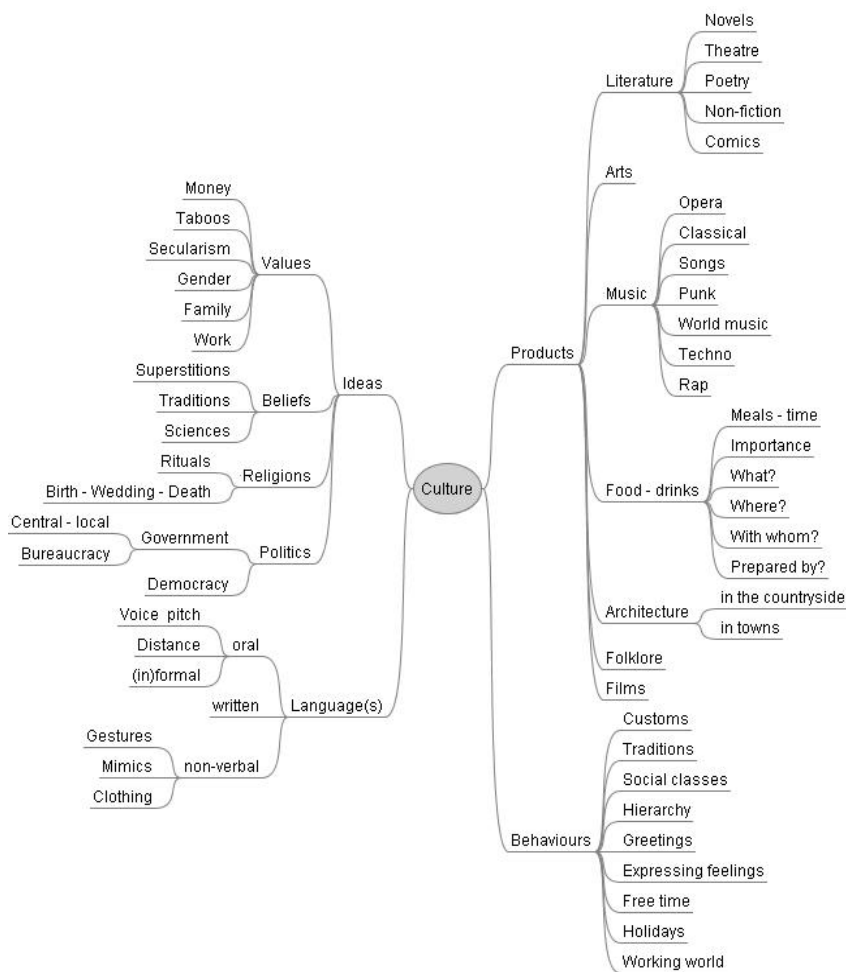 Culture
Ideas
Values
Money
Taboos
Secularism
Gender
Family
Work
Beliefs
Superstitions
Traditions
Sciences
Religions
Rituals
Birth - Wedding - Death
Politics
Government
Central - local
Bureaucracy
Democracy
Language(s)
oral
Voice pitch
Distance
(in)formal
written
non-verbal
Gestures
Mimics
Clothing
Products
Literature
Novels
Theatre
Poetry
Non-fiction
Comics
Arts
Music
Opera
Classical
Songs
Punk
World music
Techno
Rap
Food - drinks
Meals - time
Importance
What?
Where?
With whom?
Prepared by?
Architecture
in the countryside
in towns
Folklore
Films
Behaviours
Customs
Traditions
Social classes
Hierarchy
Greetings
Expressing feelings
Free time
Holidays
Working world